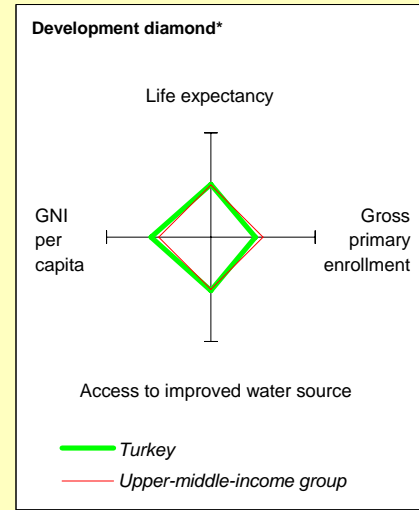 Development diamond*
Life expectancy
GNI
per
capita
Gross
primary
enrollment
Access to improved water source
Turkey
Upper-middle-income group